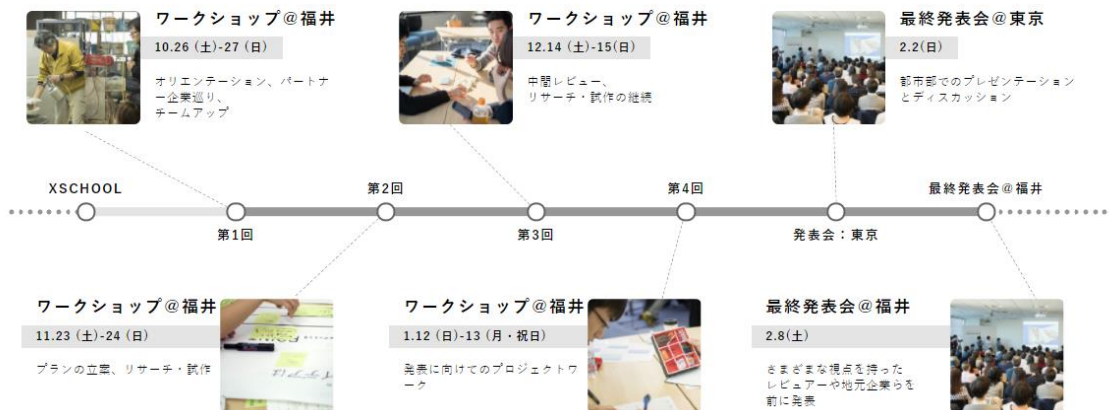 ワークショップ@福井
10.26 (土)-27 (日)
オリエンテーション、パートナ
ー企業巡り、
チームアップ
ワークショップ@福井
12.14 (土)-15(日)
中間レビュー、
リサーチ・試作の継続
最終発表会@東京
2.2(日)
都市部でのプレゼンテーション
とディスカッション
XSCHOOL
第1回
第2回
第3回
第4回
発表会：東京
最終発表会@福井
ワークショップ@福井
11.23 (土)-24 (日)
プランの立案、リサーチ・試作
ワークショップ@福井
1.12 (日)-13 (月・祝日)
発表に向けてのプロジェクトワ
ーク
最終発表会@福井
2.8(土)
さまざまな視点を持った
レビュアーや地元企業らを
前に発表